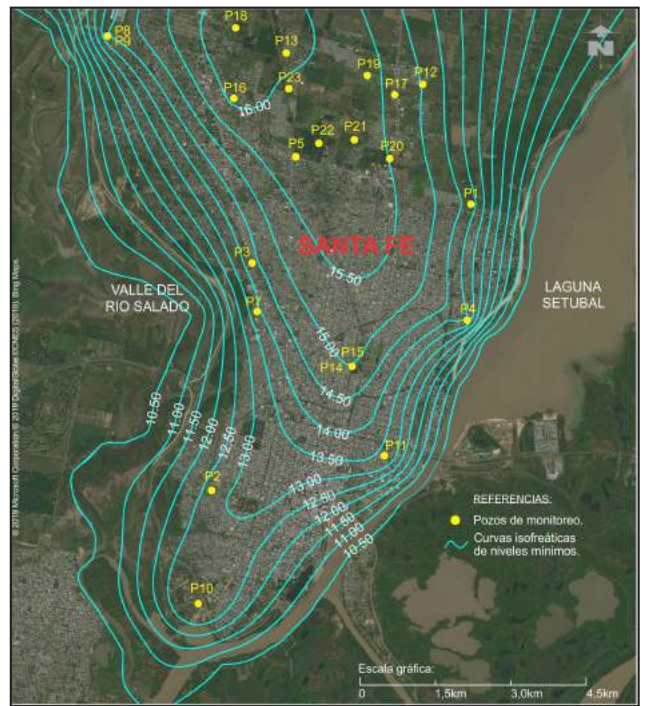 P8
P9
P18
P13
P23
P16
16.00
P19
P17
P12
N
P22
P21
P5
P20
P1
P3
SANTA FE
15.50
VALLE DEL
RIO SALADO
LAGUNA
SETUBAL
P7
P4
15.00
P15
P14
14.50
14.00
13.50
P11
10.50
11.00
11.50
12.00
12.50
13.00
P2
13.00
12.50
12.00
11.50
11.00
10.50
P10
REFERENCIAS:
Pozos de monitoreo.
Curvas isofreáticas
de niveles mínimos.
Escala gráfica:
0 1,5km 3,0km 4,5km
© 2019 Microsoft Corporation © 2019 DigitalGlobe ©CNES (2019), Bing Maps